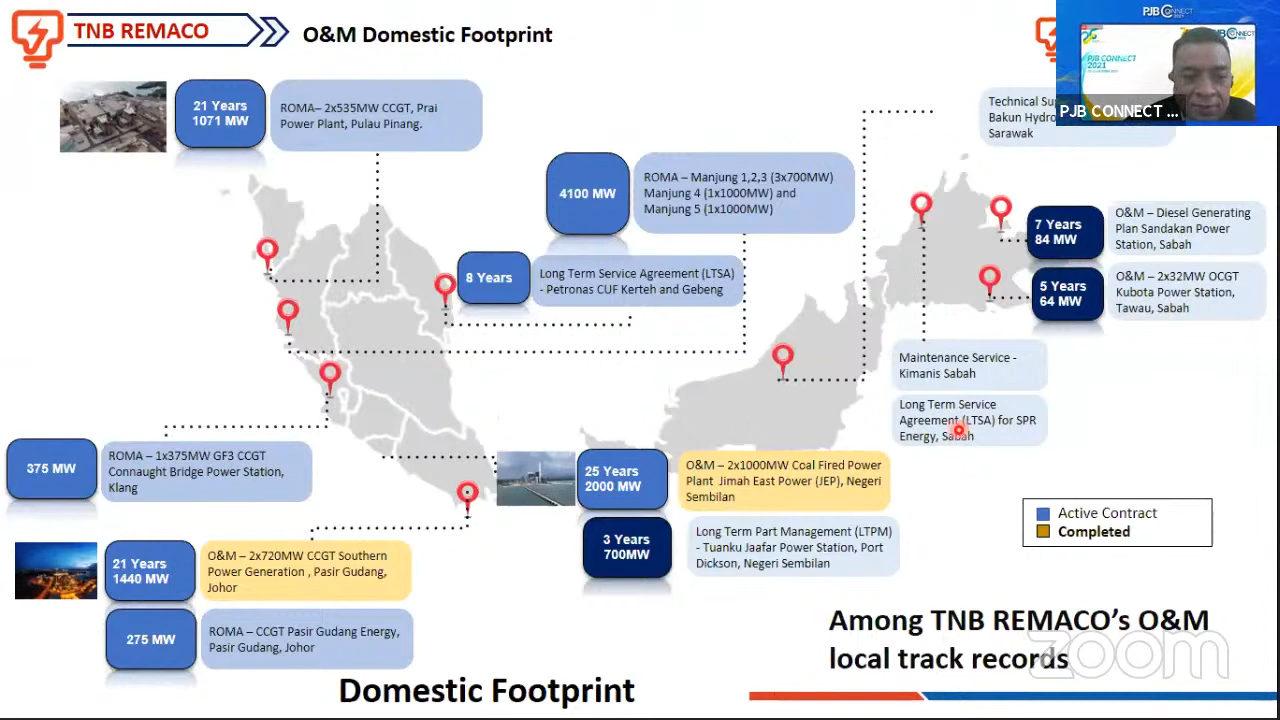 TNB REMACO
O&M Domestic Footprint
PJB CONNECT
2021
PJB CONNECT
2021
PJB CONNECT ...
21 Years
1071 MW
ROMA– 2x535MW CCGT, Prai
Power Plant, Pulau Pinang.
4100 MW
ROMA – Manjung 1,2,3 (3x700MW)
Manjung 4 (1x1000MW) and
Manjung 5 (1x1000MW)
8 Years
Long Term Service Agreement (LTSA)
- Petronas CUF Kerteh and Gebeng
Technical
Bakun
Sarawak
7 Years
84 MW
O&M – Diesel Generating
Plan Sandakan Power
Station, Sabah
5 Years
64 MW
O&M – 2x32MW OCGT
Kubota Power Station,
Tawau, Sabah
Maintenance Service -
Kimanis Sabah
Long Term Service
Agreement (LTSA) for SPR
Energy, Sabah
375 MW
ROMA – 1x375MW GF3 CCGT
Connaught Bridge Power Station,
Klang
25 Years
2000 MW
O&M – 2x1000MW Coal Fired Power
Plant Jimah East Power (JEP), Negeri
Sembilan
3 Years
700MW
Long Term Part Management (LTPM)
- Tuanku Jaafar Power Station, Port
Dickson, Negeri Sembilan
21 Years
1440 MW
O&M – 2x720MW CCGT Southern
Power Generation , Pasir Gudang,
Johor
275 MW
ROMA – CCGT Pasir Gudang Energy,
Pasir Gudang, Johor
Active Contract
Completed
Among TNB REMACO’s O&M
local track records
zoom
Domestic Footprint